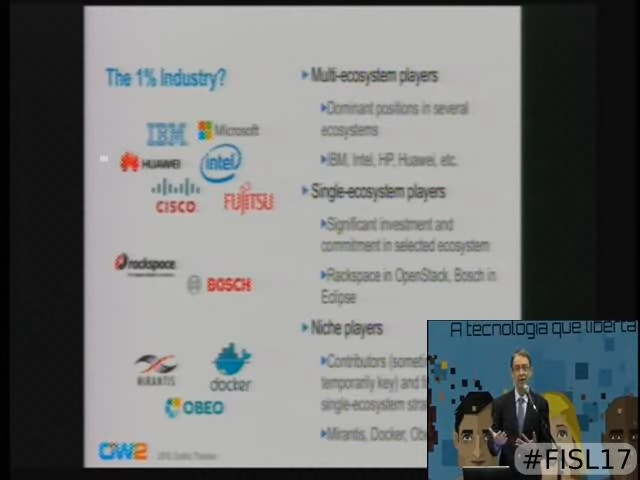 The 1% Industry?
IBM
Microsoft
HUAWEI
intel
CISCO
FUJITSU
rackspace
BOSCH
MIRANTIS
docker
OBEO
OW2
Multi-ecosystem players
Dominant positions in several
ecosystems
IBM, Intel, HP, Huawei, etc.
Single-ecosystem players
Significant investment and
commitment in selected ecosystem
Rackspace in OpenStack, Bosch in
Eclipse
Niche players
Contributors
temporarily key) and
single-ecosystem
Mirantis, Docker,
A tecnologia que liberta
#FISL17